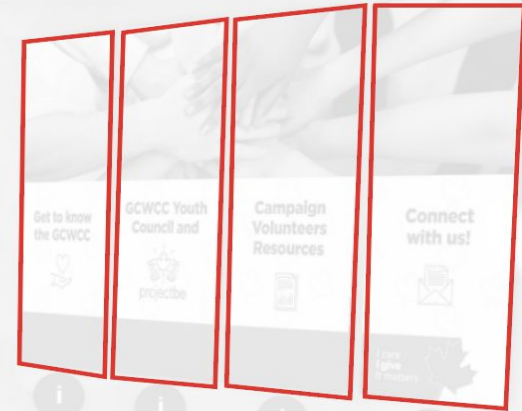 Get to know
the GCWCC
GCWCC Youth
Council and
projectbe
Campaign
Volunteers
Resources
Connect
with us!
I care
I give
It matters
i
i